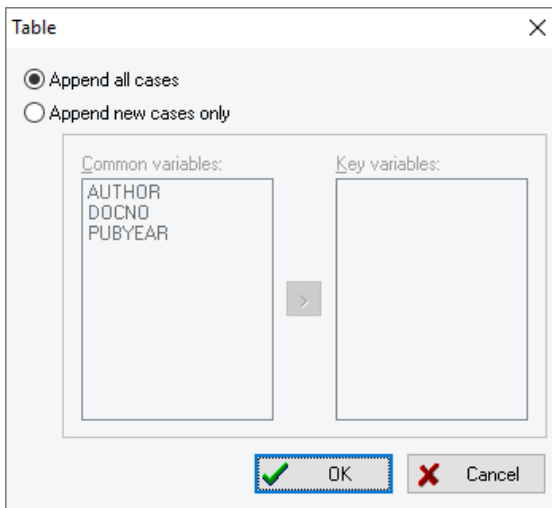 Table
Append all cases
Append new cases only
Common variables:
Key variables:
AUTHOR
DOCNO
PUBYEAR
>
OK
Cancel